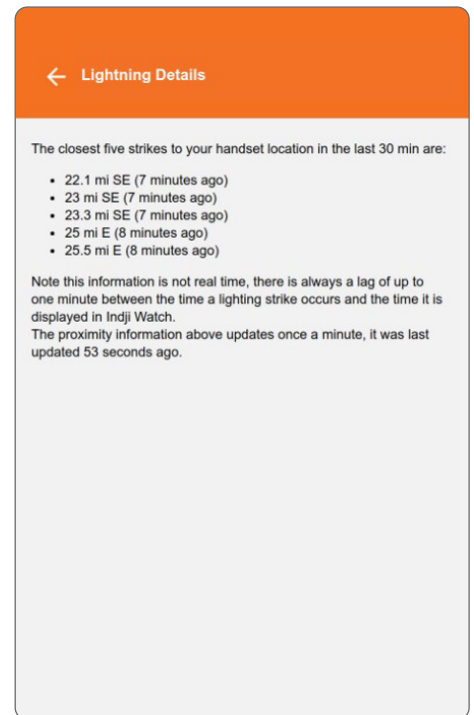 Lightning Details
The closest five strikes to your handset location in the last 30 min are:
• 22.1 mi SE (7 minutes ago)
• 23 mi SE (7 minutes ago)
• 23.3 mi SE (7 minutes ago)
• 25 mi E (8 minutes ago)
• 25.5 mi E (8 minutes ago)
Note this information is not real time, there is always a lag of up to
one minute between the time a lighting strike occurs and the time it is
displayed in Indji Watch.
The proximity information above updates once a minute, it was last
updated 53 seconds ago.